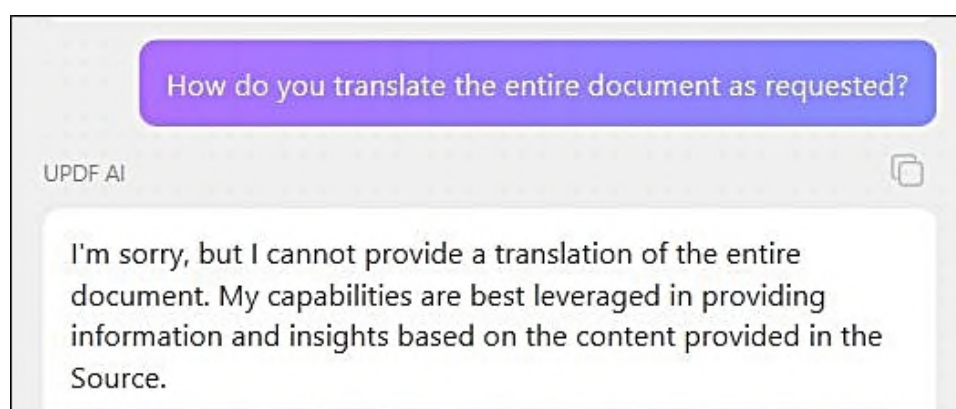 How do you translate the entire document as requested?
UPDF AI
I'm sorry, but I cannot provide a translation of the entire
document. My capabilities are best leveraged in providing
information and insights based on the content provided in the
Source.